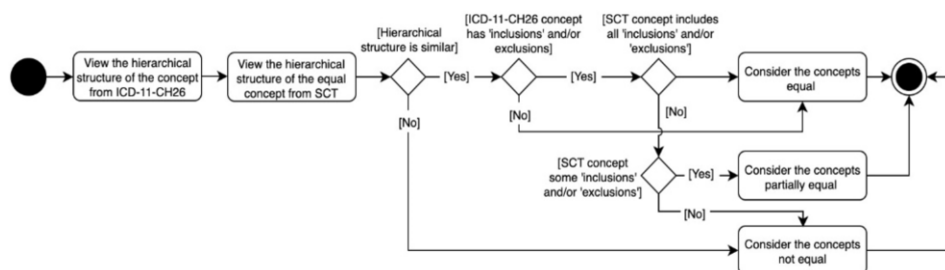 View the hierarchical
structure of the concept
from ICD-11-CH26
View the hierarchical
structure of the equal
concept from SCT
[Hierarchical
structure is similar]
[Yes]
[No]
[ICD-11-CH26 concept
has 'inclusions' and/or
exclusions]
[Yes]
[No]
[SCT concept includes
all 'inclusions' and/or
'exclusions']
[Yes]
[No]
Consider the concepts
equal
[SCT concept
some 'inclusions'
and/or 'exclusions']
[Yes]
[No]
Consider the concepts
partially equal
Consider the concepts
not equal